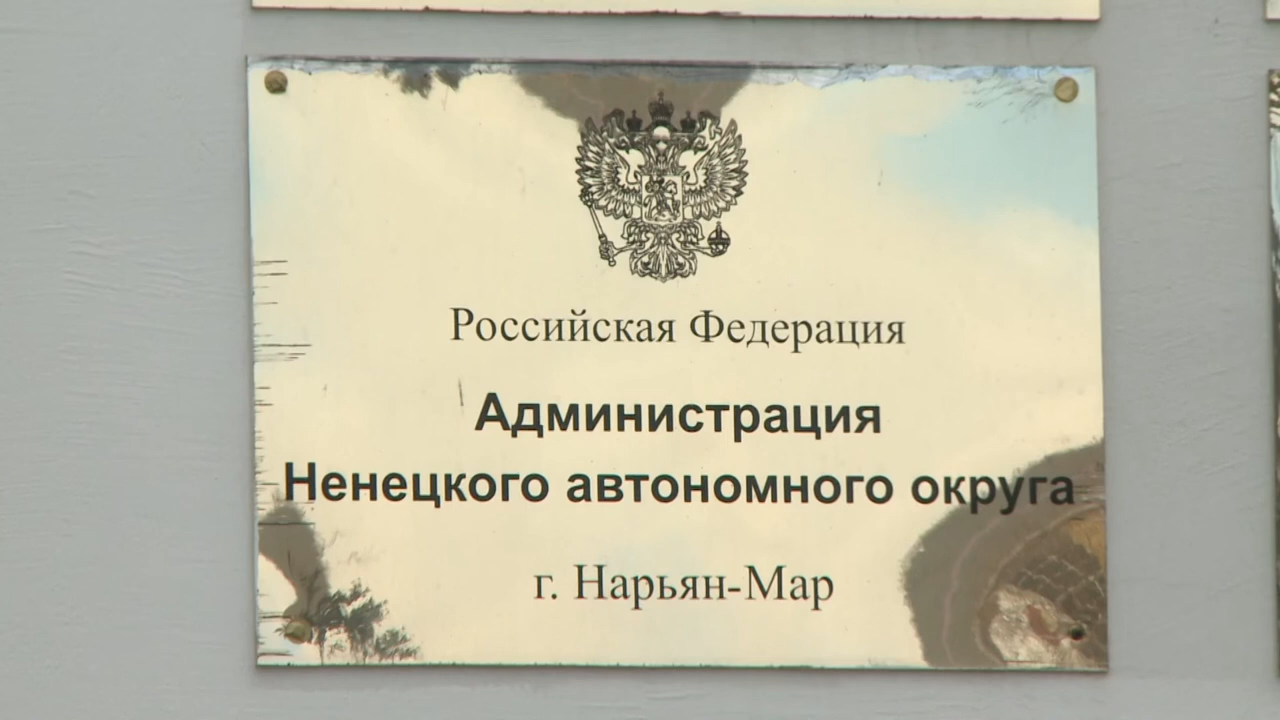 Российская Федерация
Администрация
Ненецкого автономного округа
г. Нарьян-Мар